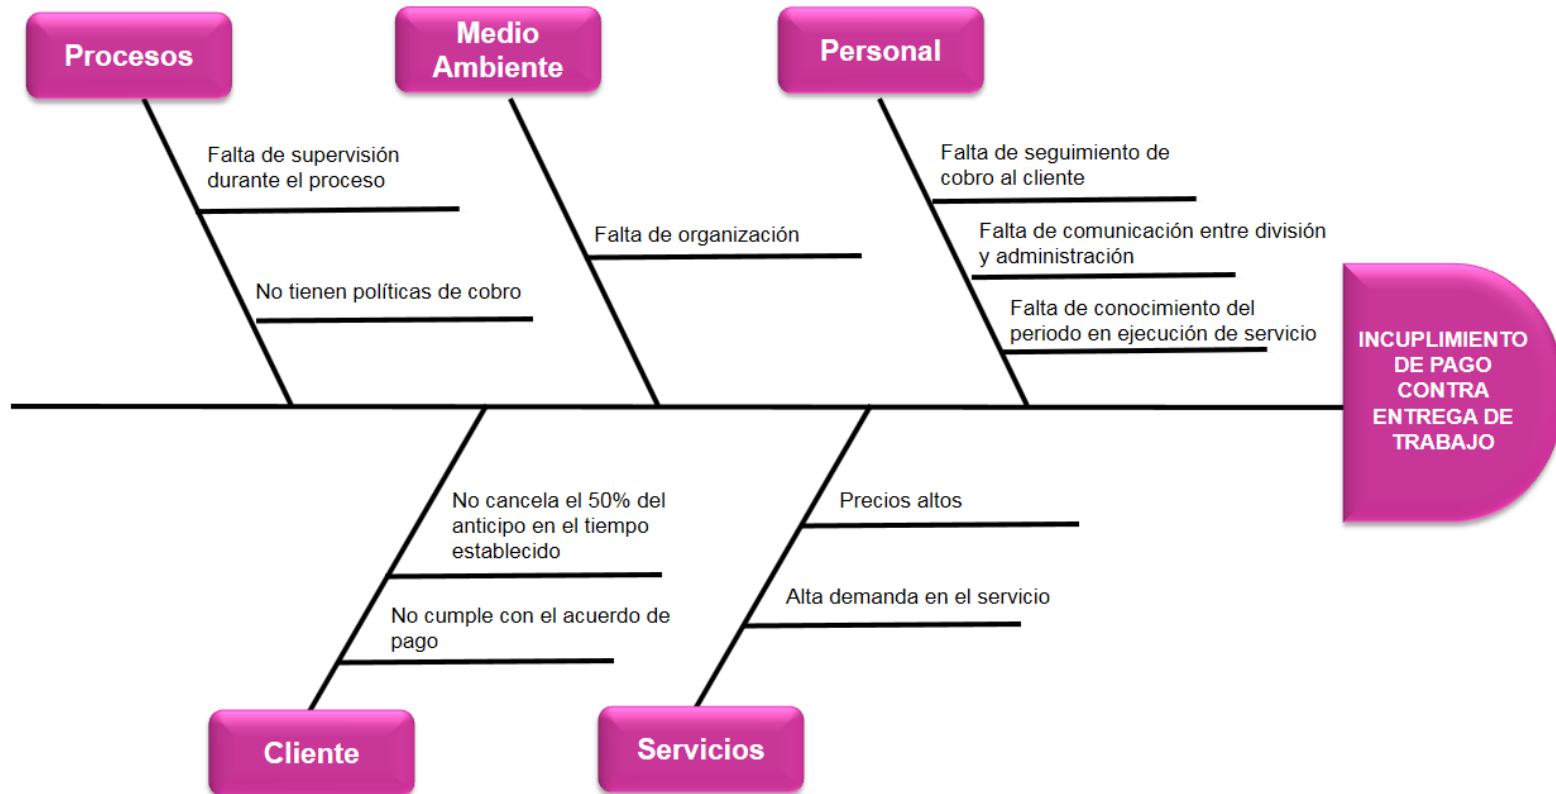 Procesos
Medio
Ambiente
Personal
Falta de supervisión
durante el proceso
No tienen políticas de cobro
Falta de organización
Falta de seguimiento de
cobro al cliente
Falta de comunicación entre división
y administración
Falta de conocimiento del
periodo en ejecución de servicio
INCUPLIMIENTO
DE PAGO
CONTRA
ENTREGA DE
TRABAJO
No cancela el 50% del
anticipo en el tiempo
establecido
No cumple con el acuerdo de
pago
Precios altos
Alta demanda en el servicio
Cliente
Servicios